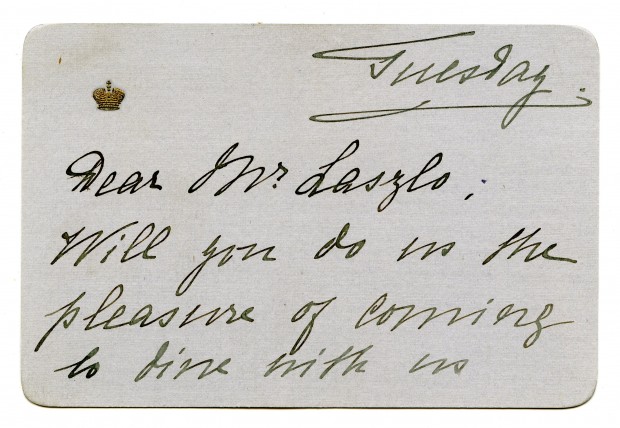 Tuesday.
Dear Mr. Laszlo,
Will you do us the
pleasure of coming
to dine with us